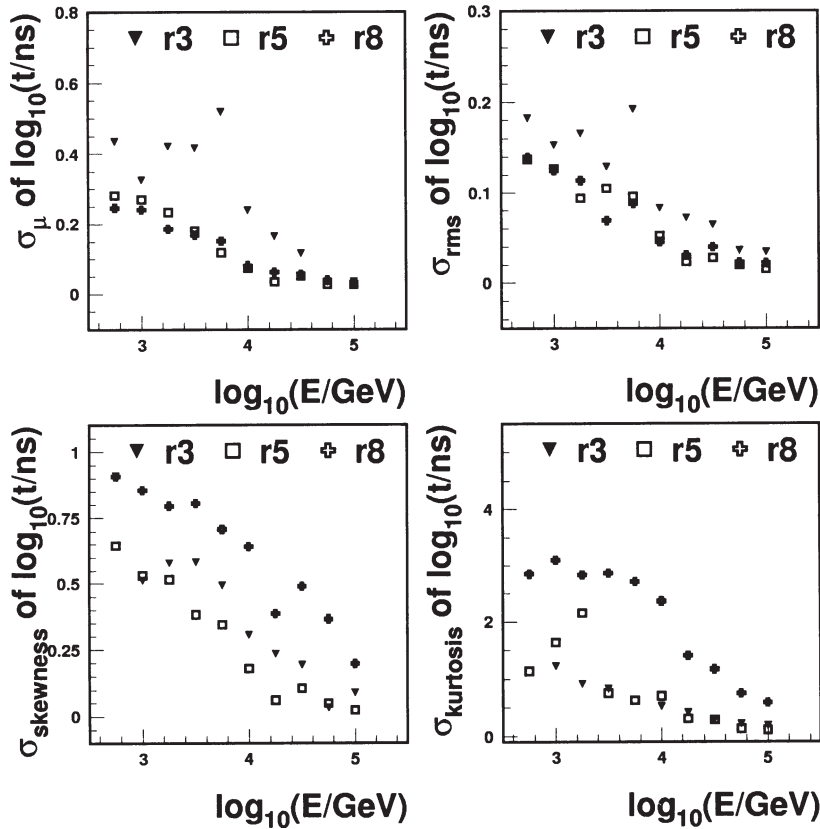 r3 r5 r8
0.8
0.6
0.4
0.2
0
3 4 5
σμ of log10(t/ns)
log10(E/GeV)
r3 r5 r8
0.3
0.2
0.1
0
3 4 5
σrms of log10(t/ns)
log10(E/GeV)
r3 r5 r8
1
0.75
0.5
0.25
0
3 4 5
σskewness of log10(t/ns)
log10(E/GeV)
r3 r5 r8
4
2
0
3 4 5
σkurtosis of log10(t/ns)
log10(E/GeV)